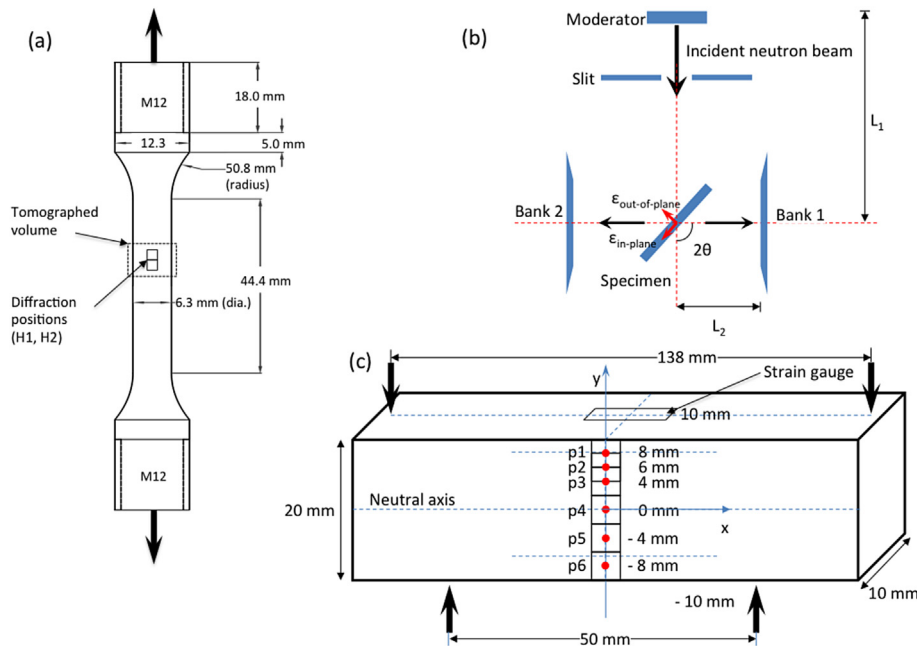 (a)
M12
18.0 mm
12.3
5.0 mm
50.8 mm
(radius)
Tomographed
volume
Diffraction
positions
(H1, H2)
44.4 mm
6.3 mm (dia.)
M12
(b)
Moderator
Incident neutron beam
Slit
L1
εout-of-plane
Bank 2
Bank 1
εin-plane
2θ
Specimen
L2
(c)
138 mm
y
Strain gauge
10 mm
p1 8 mm
p2 6 mm
p3 4 mm
Neutral axis
p4 0 mm
x
20 mm
p5 - 4 mm
p6 - 8 mm
- 10 mm
10 mm
50 mm